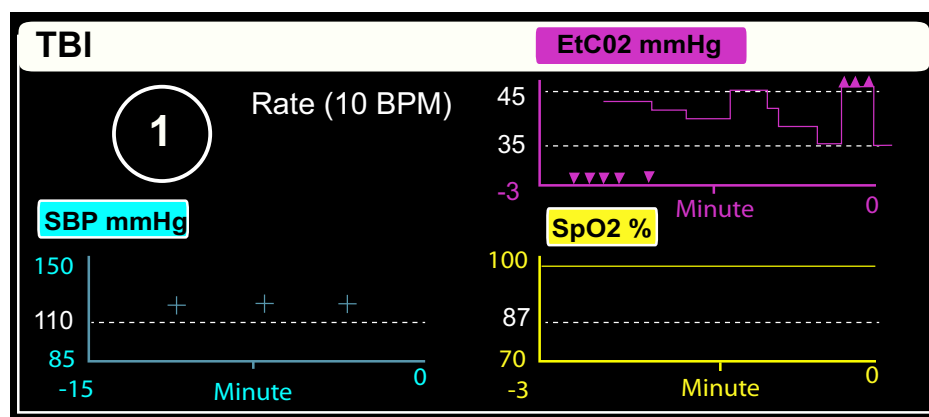 TBI
EtC02 mmHg
1
Rate (10 BPM)
45
35
-3
Minute
0
SBP mmHg
150
110
85
-15
Minute
0
SpO2 %
100
87
70
-3
Minute
0